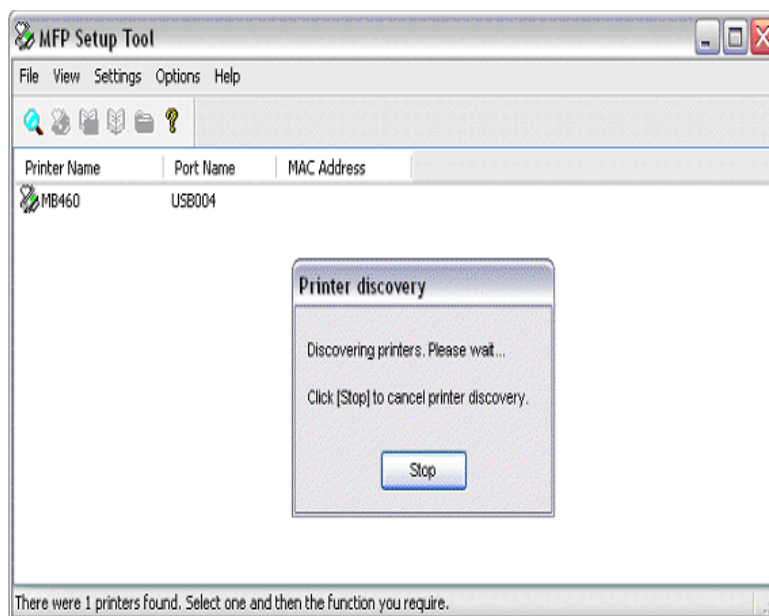 MFP Setup Tool
File View Settings Options Help
Printer Name Port Name MAC Address
MB460 USB004
Printer discovery
Discovering printers. Please wait...
Click [Stop] to cancel printer discovery.
Stop
There were 1 printers found. Select one and then the function you require.